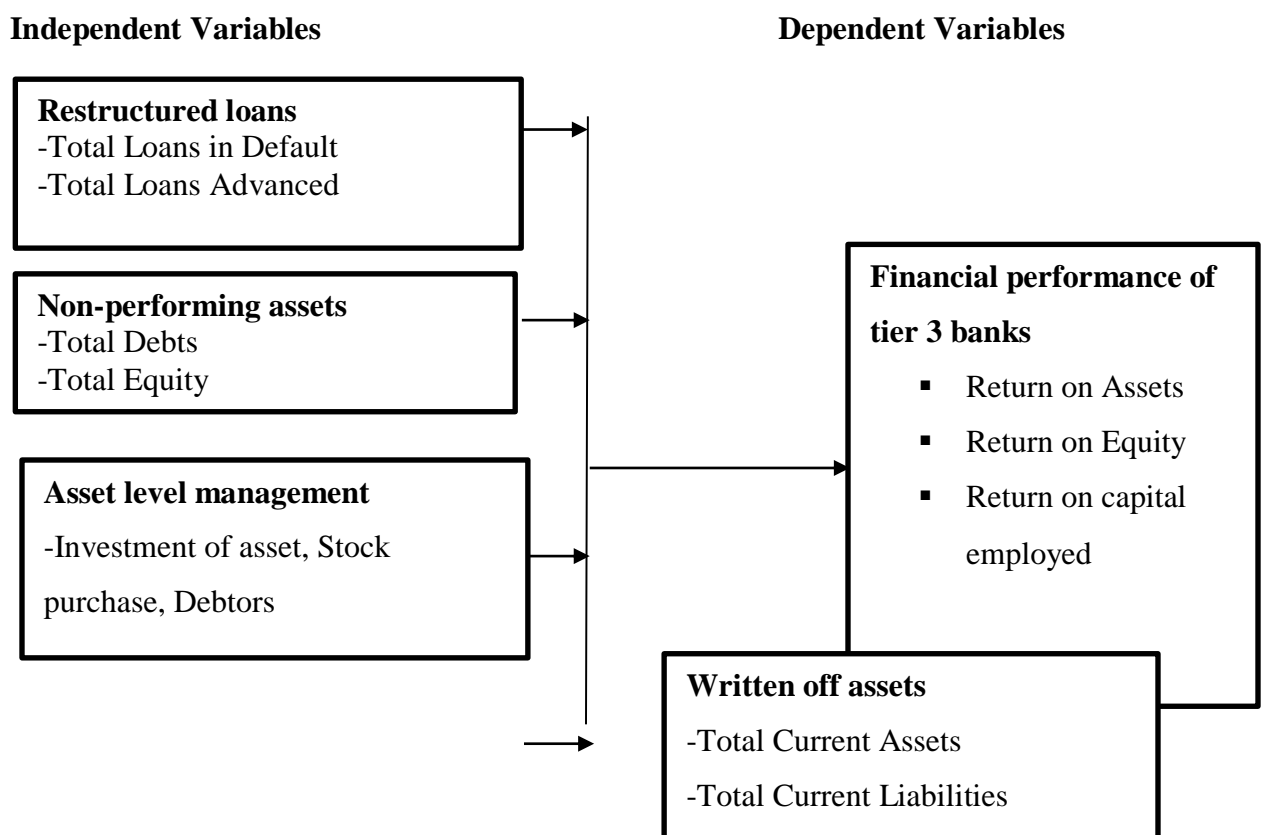 Independent Variables
Dependent Variables
Restructured loans
-Total Loans in Default
-Total Loans Advanced
Non-performing assets
-Total Debts
-Total Equity
Asset level management
-Investment of asset, Stock
purchase, Debtors
Financial performance of
tier 3 banks
▪ Return on Assets
▪ Return on Equity
▪ Return on capital
employed
Written off assets
-Total Current Assets
-Total Current Liabilities